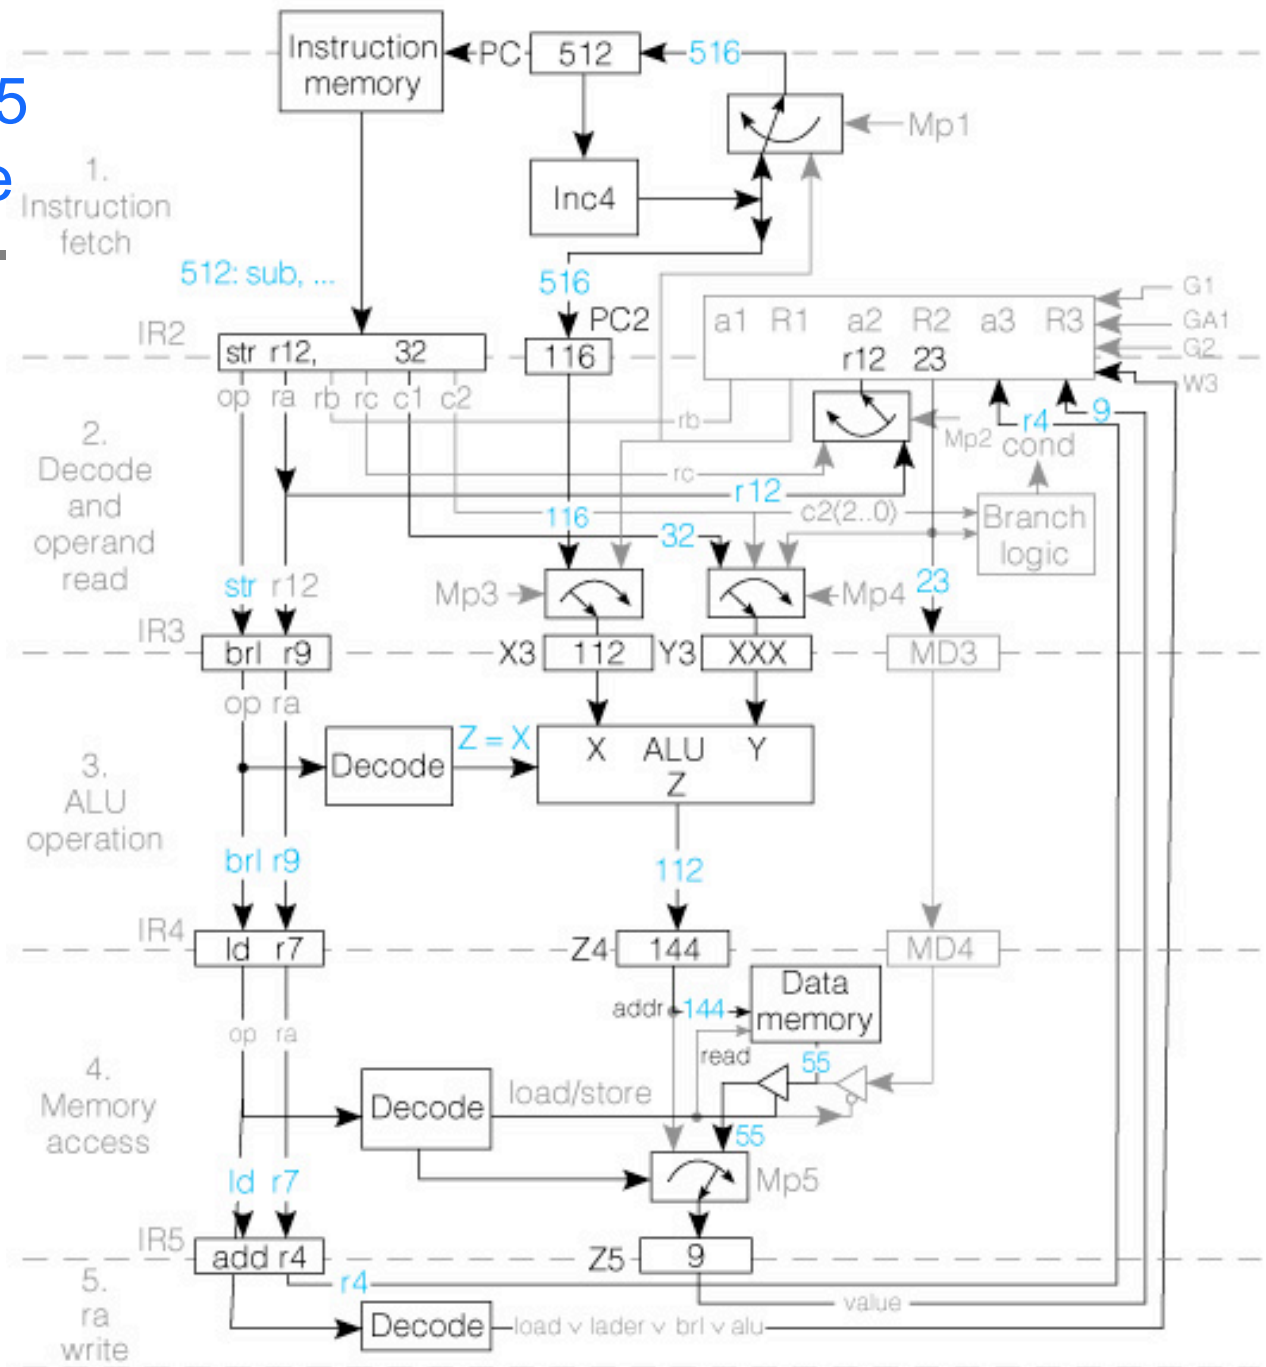 Instruction
memory
PC
512
516
5
e
Mp1
1.
Instruction
fetch
Inc4
512: sub, ...
516
PC2
IR2
str r12, 32
116
a1 R1 a2 R2 a3 R3
r12 23
G1
GA1
G2
W3
op ra rb rc c1 c2
rb
Mp2
r4
9
cond
2.
Decode
and
operand
read
rc
r12
c2(2..0)
Branch
logic
116
32
23
str r12
Mp3
Mp4
IR3
brl r9
X3
112
Y3
XXX
MD3
op ra
3.
ALU
operation
Decode
Z = X
X ALU Y
Z
brl r9
112
IR4
ld r7
Z4
144
MD4
addr
144
Data
memory
op ra
read
55
4.
Memory
access
Decode
load/store
55
ld r7
Mp5
IR5
add r4
Z5
9
5.
ra
write
r4
value
Decode
load v lader v brl v alu